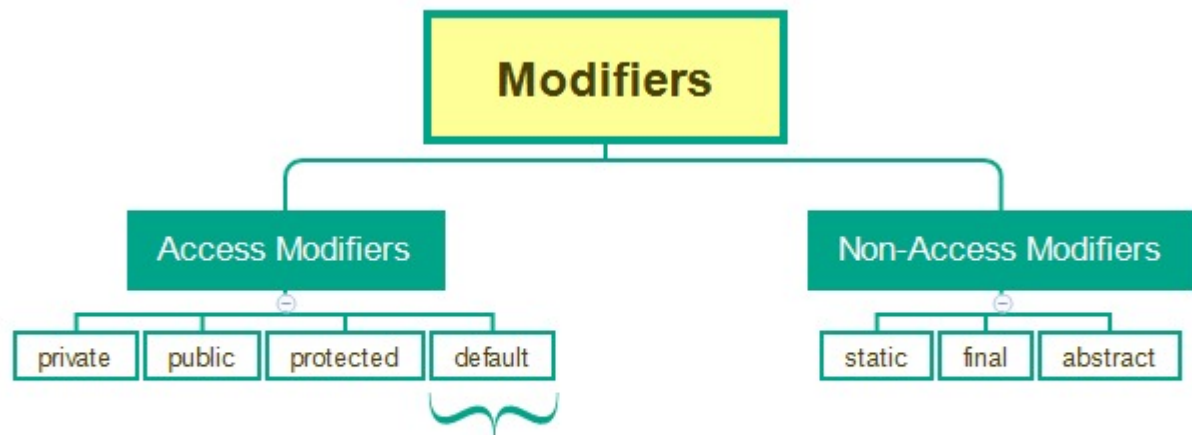 Modifiers
Access Modifiers
Non-Access Modifiers
private
public
protected
default
static
final
abstract